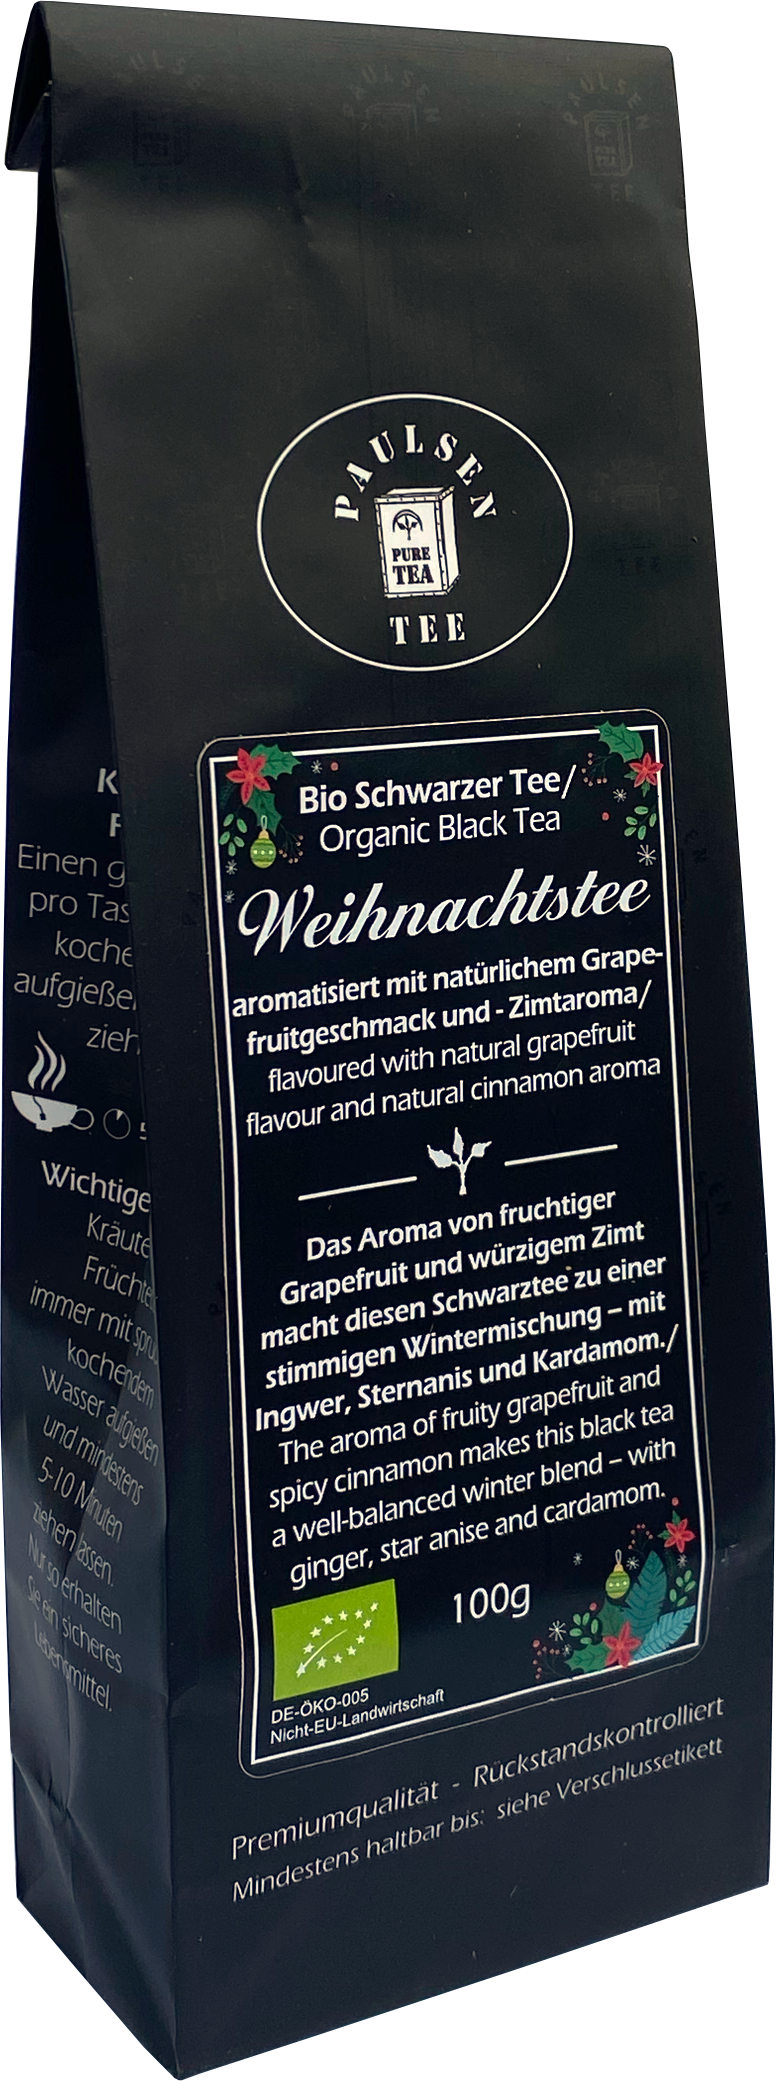 PAULSEN
PURE
TEA
TEE
Bio Schwarzer Tee/
Organic Black Tea
Weihnachtstee
aromatisiert mit natürlichem Grape-
fruitgeschmack und - Zimtaroma/
flavoured with natural grapefruit
flavour and natural cinnamon aroma
Das Aroma von fruchtiger
Grapefruit und würzigem Zimt
macht diesen Schwarztee zu einer
stimmigen Wintermischung – mit
Ingwer, Sternanis und Kardamom./
The aroma of fruity grapefruit and
spicy cinnamon makes this black tea
a well-balanced winter blend – with
ginger, star anise and cardamom.
100g
DE-ÖKO-005
Nicht-EU-Landwirtschaft
Premiumqualität - Rückstandskontrolliert
Mindestens haltbar bis: siehe Verschlussetikett
Einen g
pro Tas
koche
aufgieße
zieh
Wichtige
Kräute
Früchte
immer mit spru
kochendem
Wasser aufgießen
und mindestens
5-10 Minuten
ziehen lassen.
Nur so erhalten
Sie ein sicheres
Lebensmittel.